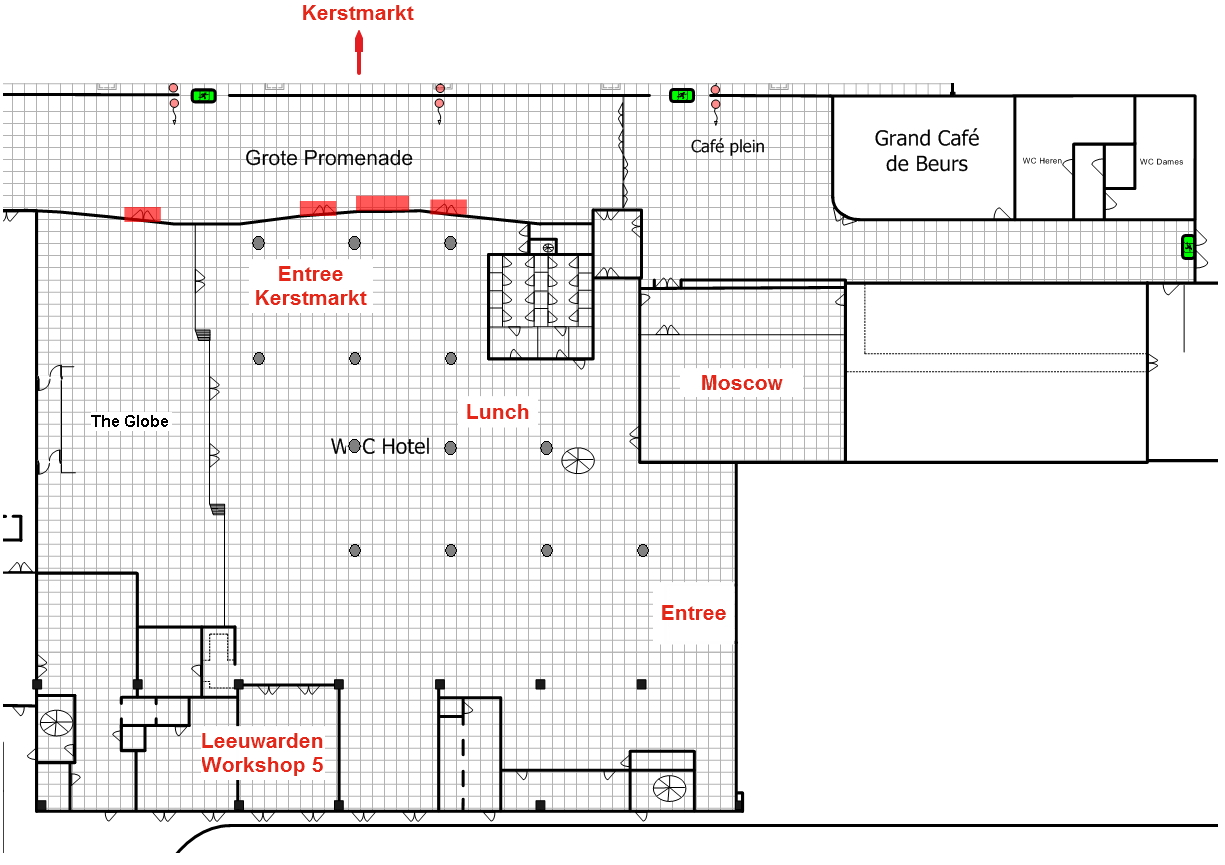 Kerstmarkt
Grote Promenade
Café plein
Grand Café
de Beurs
WC Heren
WC Dames
Entree
Kerstmarkt
Moscow
Lunch
The Globe
WTC Hotel
Entree
Leeuwarden
Workshop 5